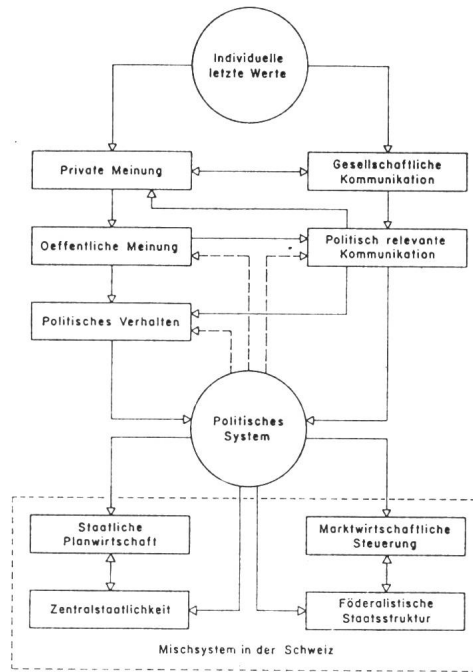 Individuelle
letzte Werte
Private Meinung
Gesellschaftliche
Kommunikation
Oeffentliche Meinung
Politisch relevante
Kommunikation
Politisches Verhalten
Politisches
System
Staatliche
Planwirtschaft
Marktwirtschaftliche
Steuerung
Zentralstaatlichkeit
Föderalistische
Staatsstruktur
Mischsystem in der Schweiz